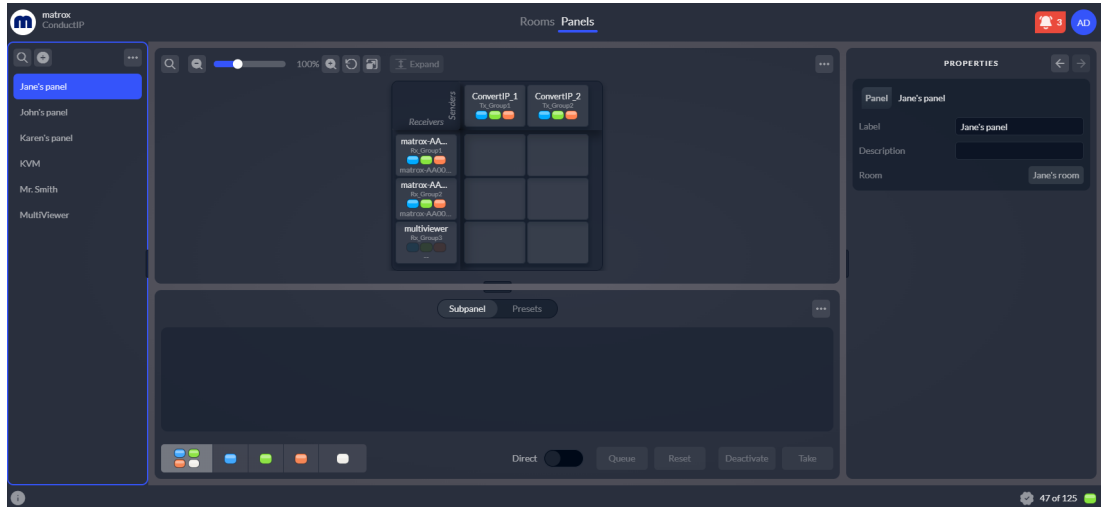 matrox
ConductIP
Rooms Panels
3
AD
Jane's panel
John's panel
Karen's panel
KVM
Mr. Smith
MultiViewer
100%
Expand
Senders
Receivers
ConvertIP_1
Tx_Group1
ConvertIP_2
Tx_Group2
matrox-AA...
Rx_Group1
matrox-AA00...
matrox-AA...
Rx_Group2
matrox-AA00...
multiviewer
Rx_Group3
...
Subpanel Presets
Direct Queue Reset Deactivate Take
PROPERTIES
Panel Jane's panel
Label Jane's panel
Description
Room Jane's room
47 of 125